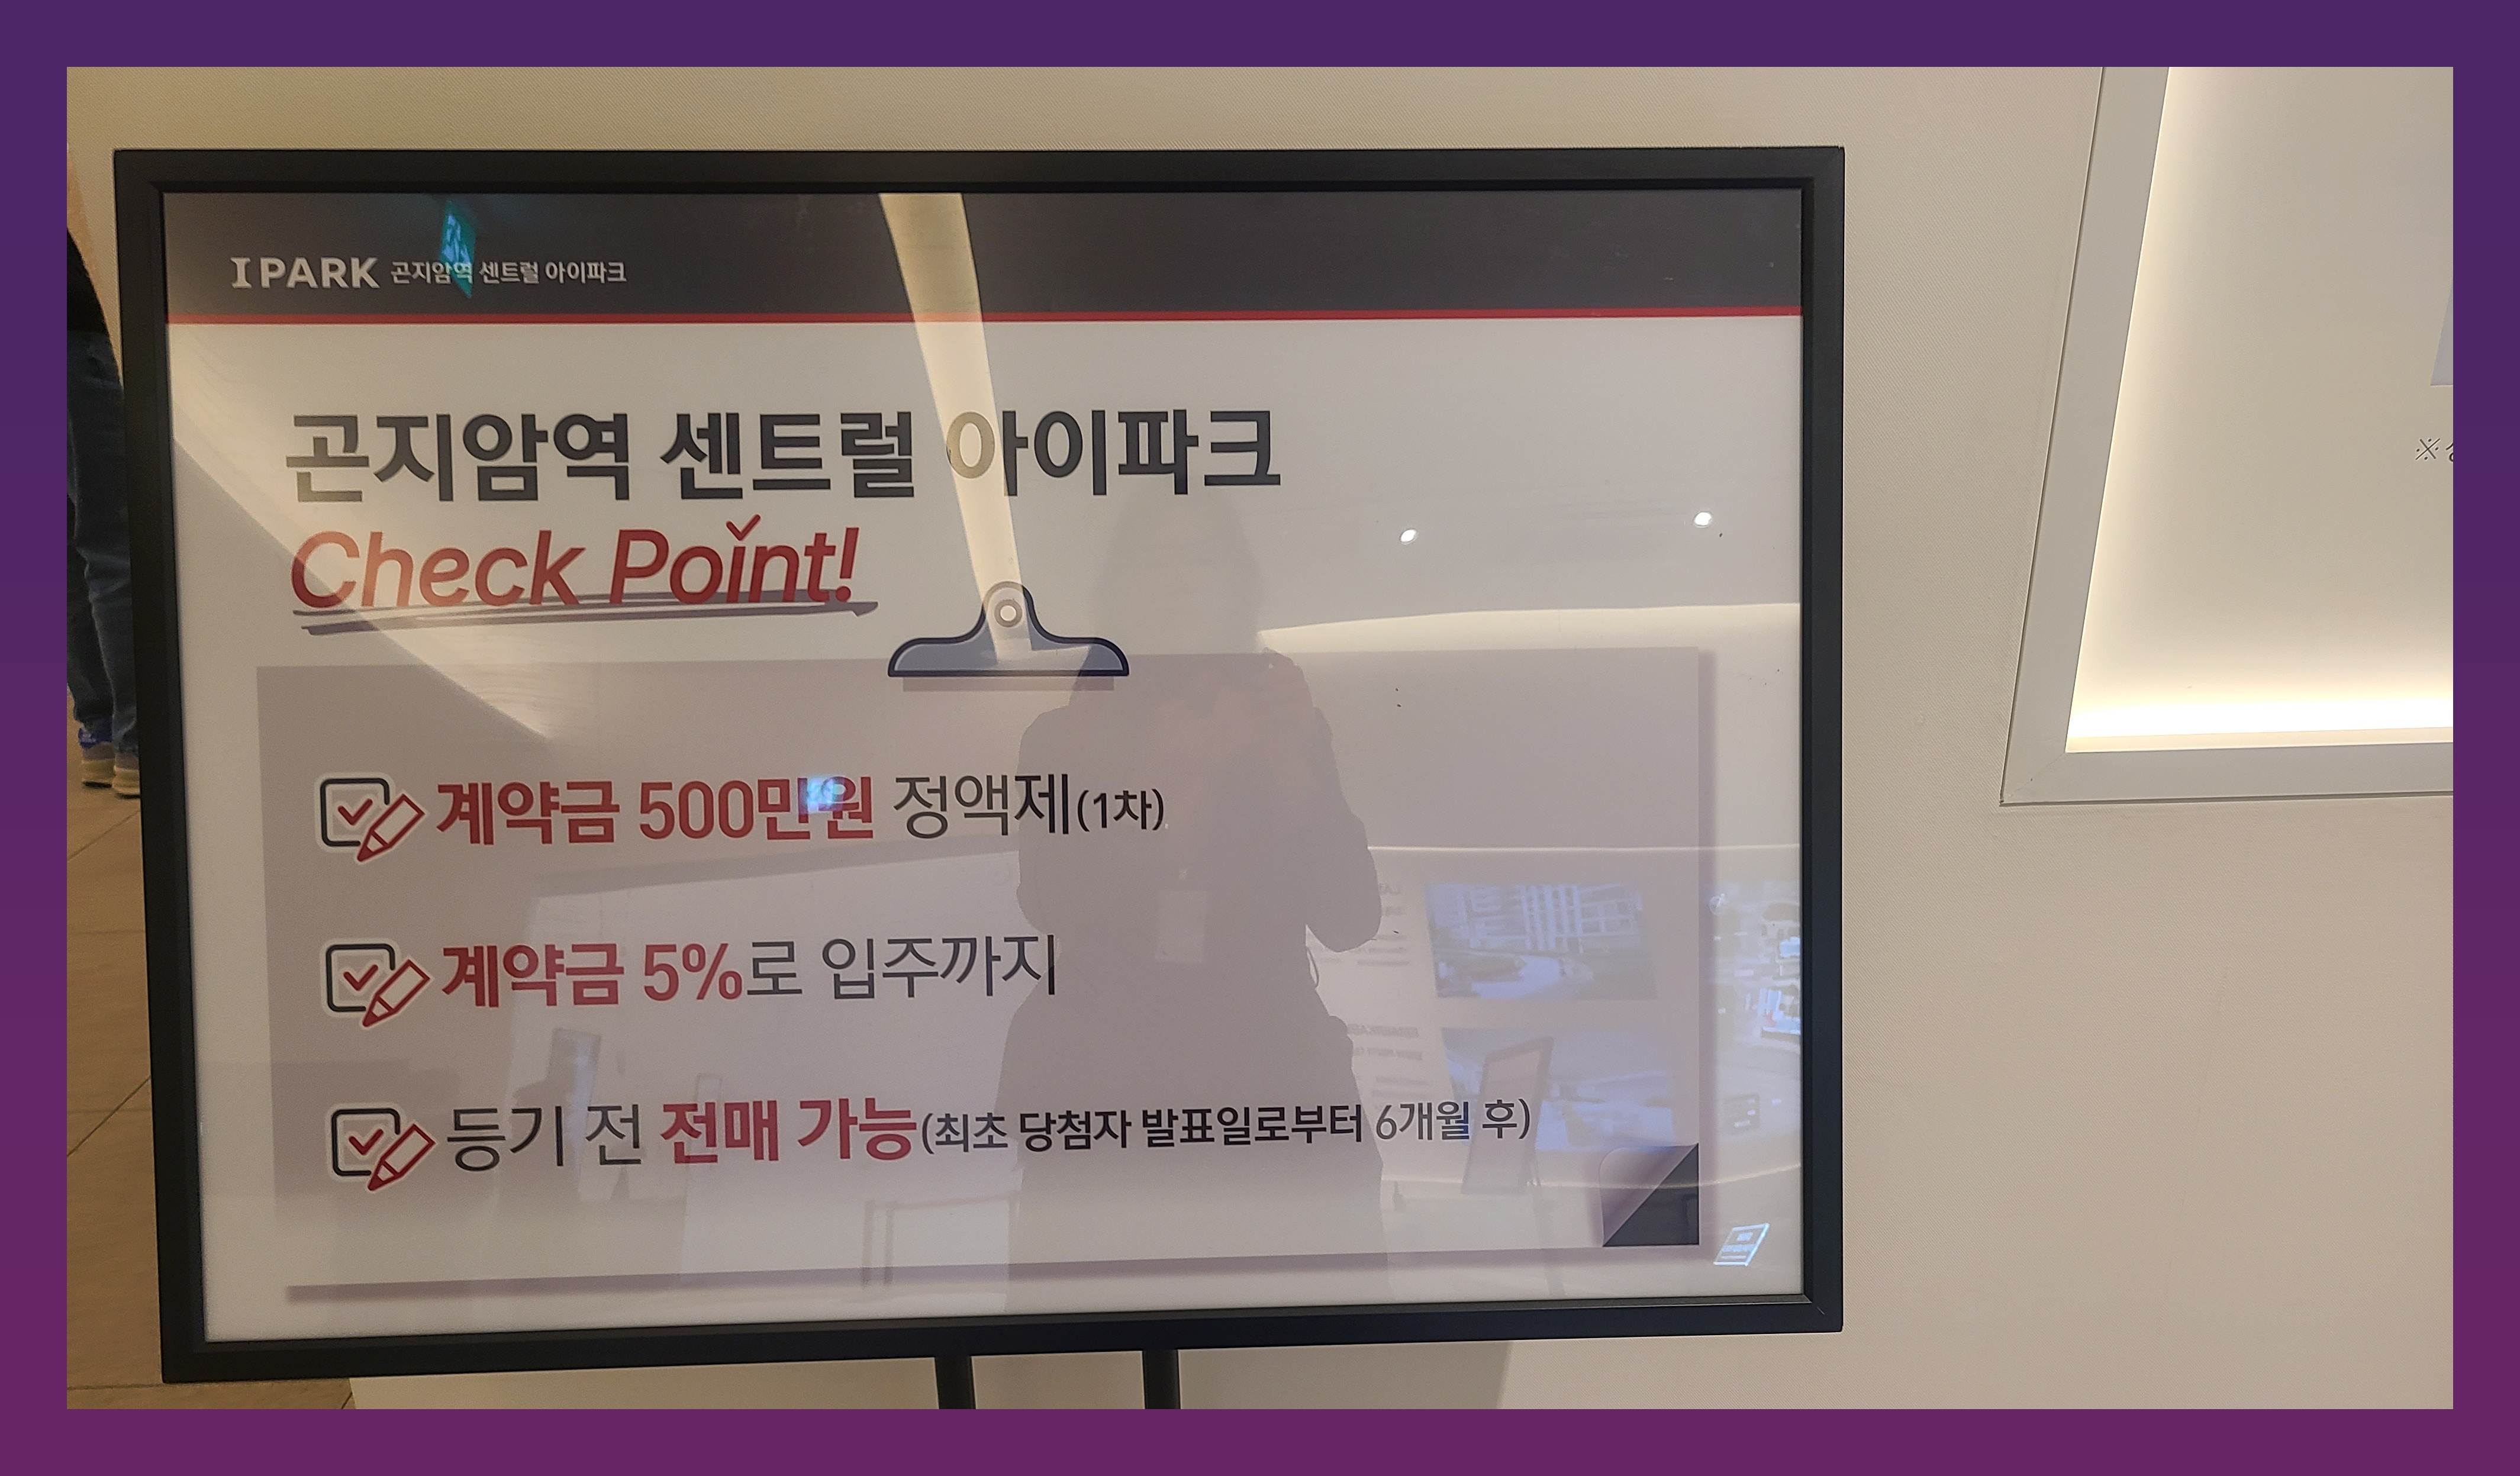 I PARK 곤지암역 센트럴 아이파크
곤지암역 센트럴 아이파크
Check Point!
계약금 500만원 정액제(1차)
계약금 5%로 입주까지
등기 전 전매 가능(최초 당첨자 발표일로부터 6개월 후)
※